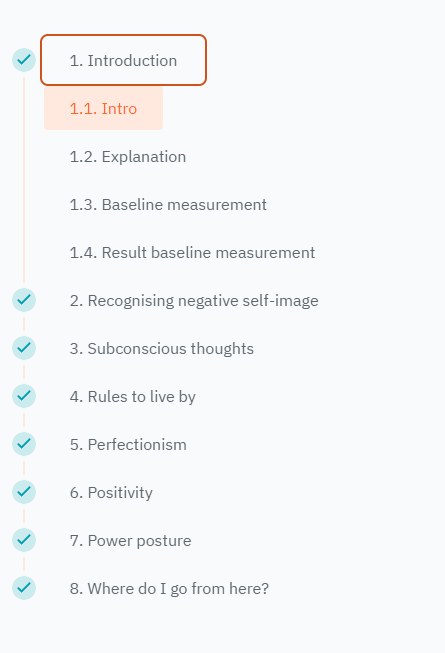 1. Introduction
1.1. Intro
1.2. Explanation
1.3. Baseline measurement
1.4. Result baseline measurement
2. Recognising negative self-image
3. Subconscious thoughts
4. Rules to live by
5. Perfectionism
6. Positivity
7. Power posture
8. Where do I go from here?